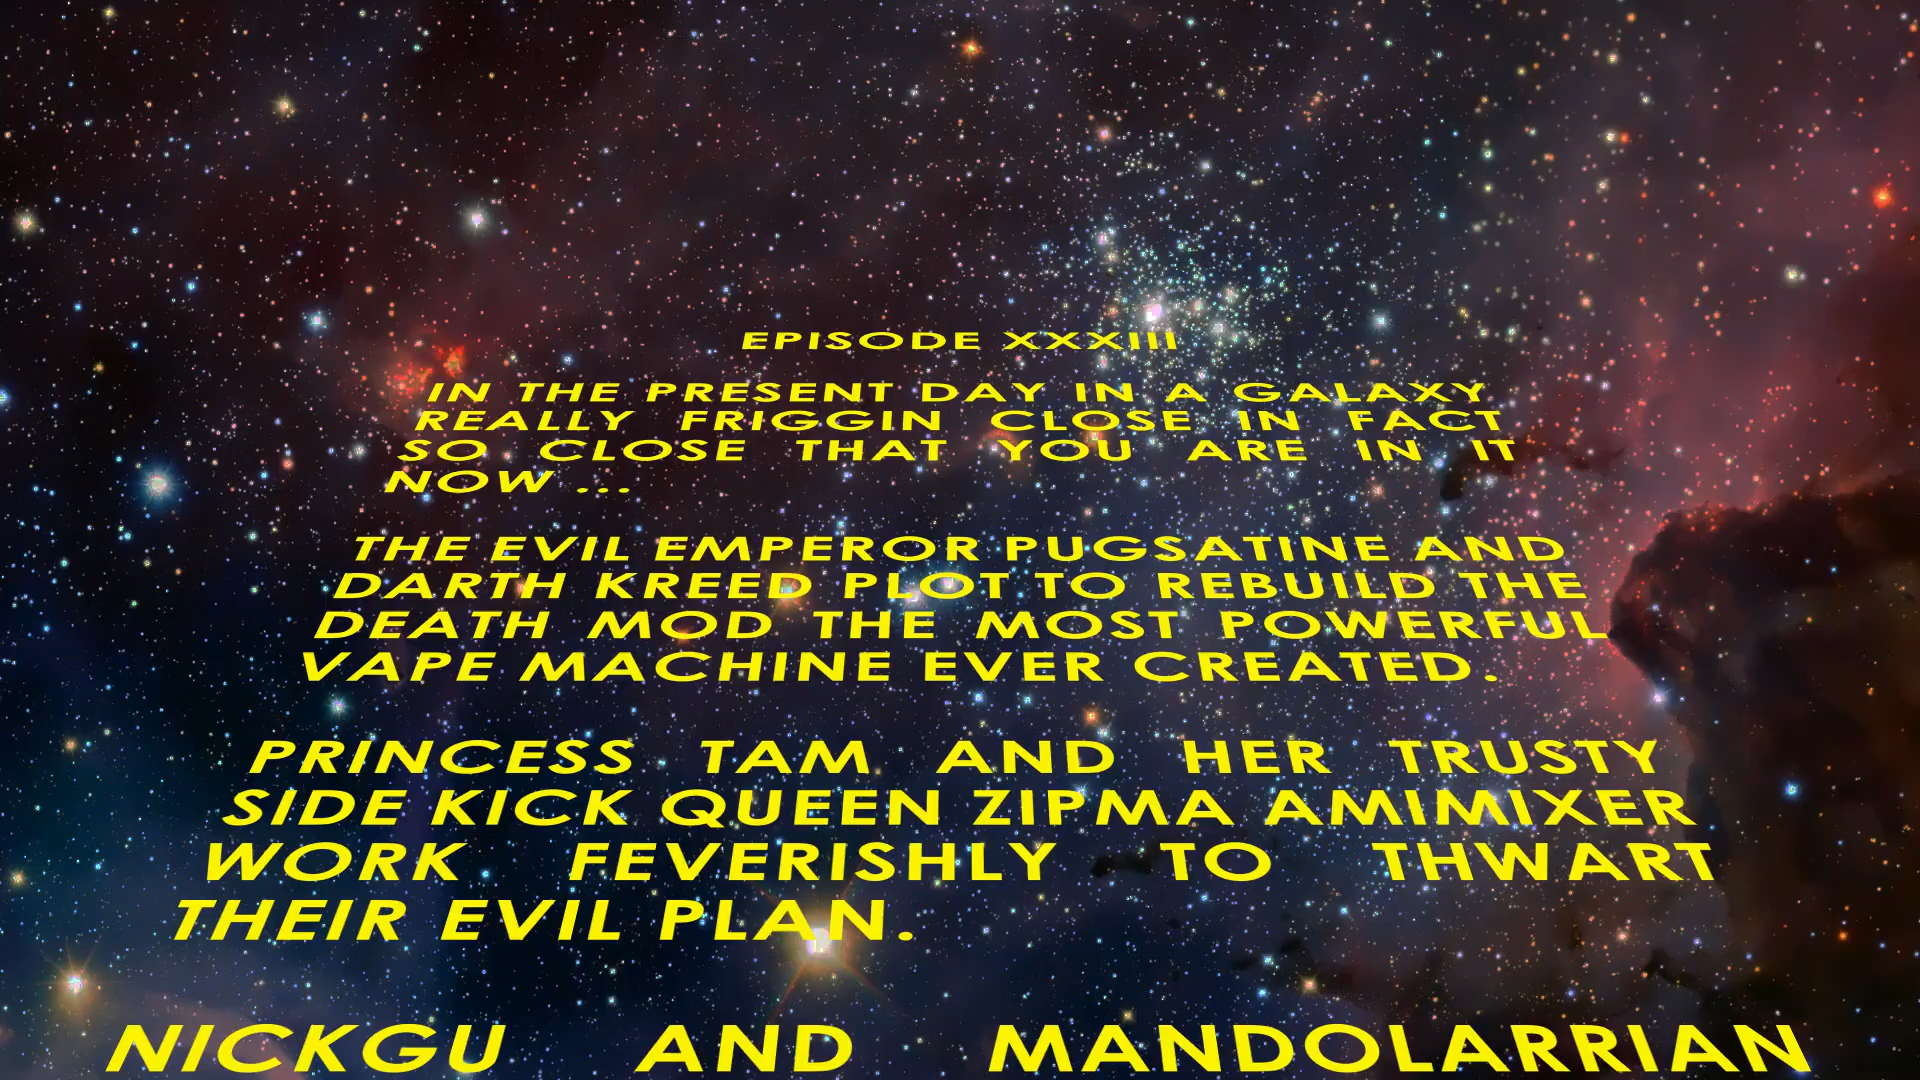 EPISODE XXXIII
IN THE PRESENT DAY IN A GALAXY
REALLY FRIGGIN CLOSE IN FACT
SO CLOSE THAT YOU ARE IN IT
NOW ...
THE EVIL EMPEROR PUGSATINE AND
DARTH KREED PLOT TO REBUILD THE
DEATH MOD THE MOST POWERFUL
VAPE MACHINE EVER CREATED.
PRINCESS TAM AND HER TRUSTY
SIDE KICK QUEEN ZIPMA AMIMIXER
WORK FEVERISHLY TO THWART
THEIR EVIL PLAN.
NICKGU AND MANDOLARRIAN